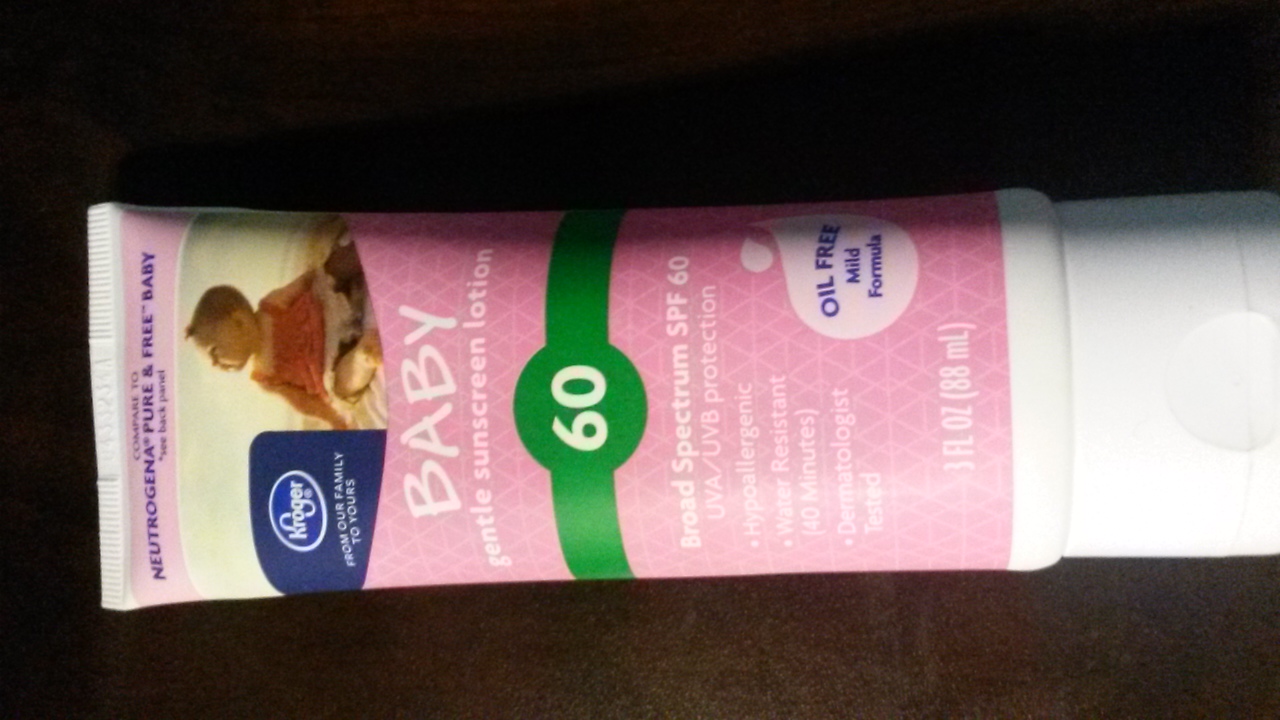 COMPARE TO
NEUTROGENA® PURE & FREE™ BABY
*see back panel
Kroger®
FROM OUR FAMILY
TO YOURS
BABY
gentle sunscreen lotion
60
Broad Spectrum SPF 60
UVA/UVB protection
• Hypoallergenic
• Water Resistant
(40 Minutes)
• Dermatologist
Tested
OIL FREE
Mild
Formula
3 FL OZ (88 mL)